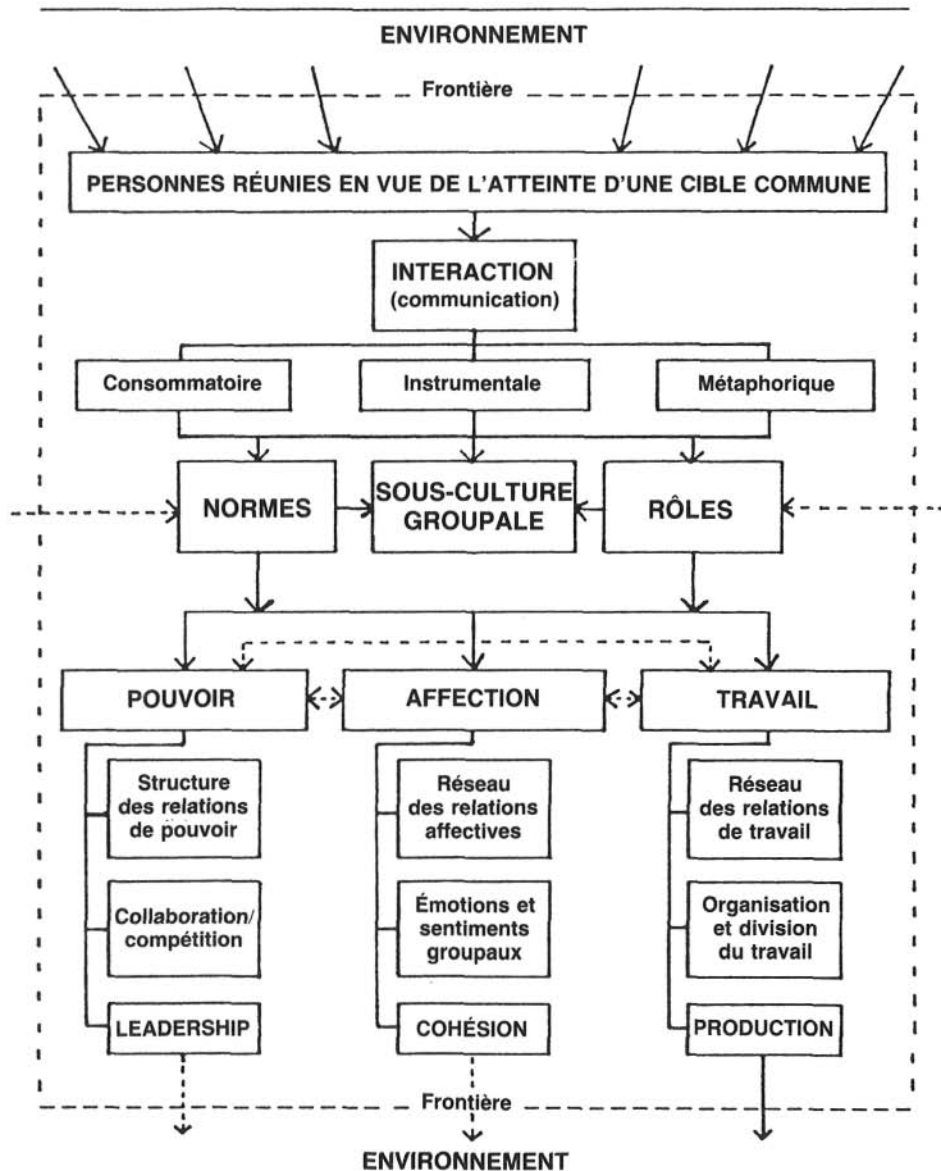 ENVIRONNEMENT
Frontière
PERSONNES RÉUNIES EN VUE DE L'ATTEINTE D'UNE CIBLE COMMUNE
INTERACTION
(communication)
Consommatoire
Instrumentale
Métaphorique
NORMES
SOUS-CULTURE
GROUPALE
RÔLES
POUVOIR
AFFECTION
TRAVAIL
Structure
des relations
de pouvoir
Réseau
des relations
affectives
Réseau
des relations
de travail
Collaboration/
compétition
Émotions et
sentiments
groupaux
Organisation
et division
du travail
LEADERSHIP
COHÉSION
PRODUCTION
Frontière
ENVIRONNEMENT